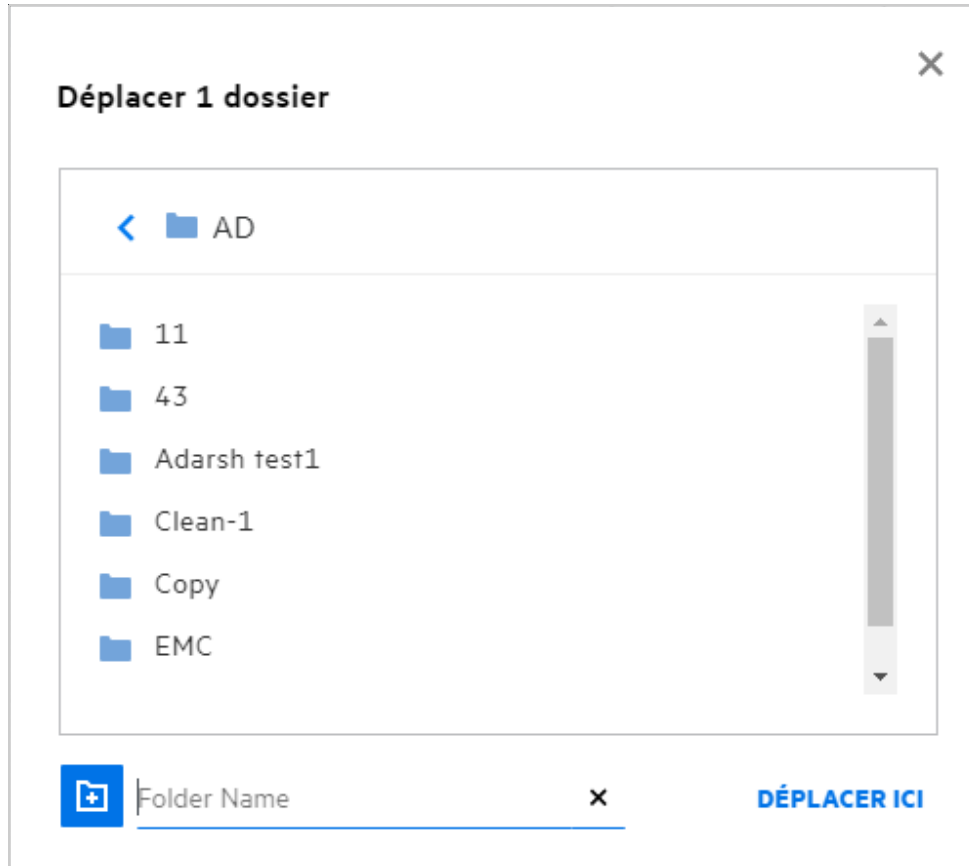 Déplacer 1 dossier
AD
11
43
Adarsh test1
Clean-1
Copy
EMC
Folder Name
DÉPLACER ICI